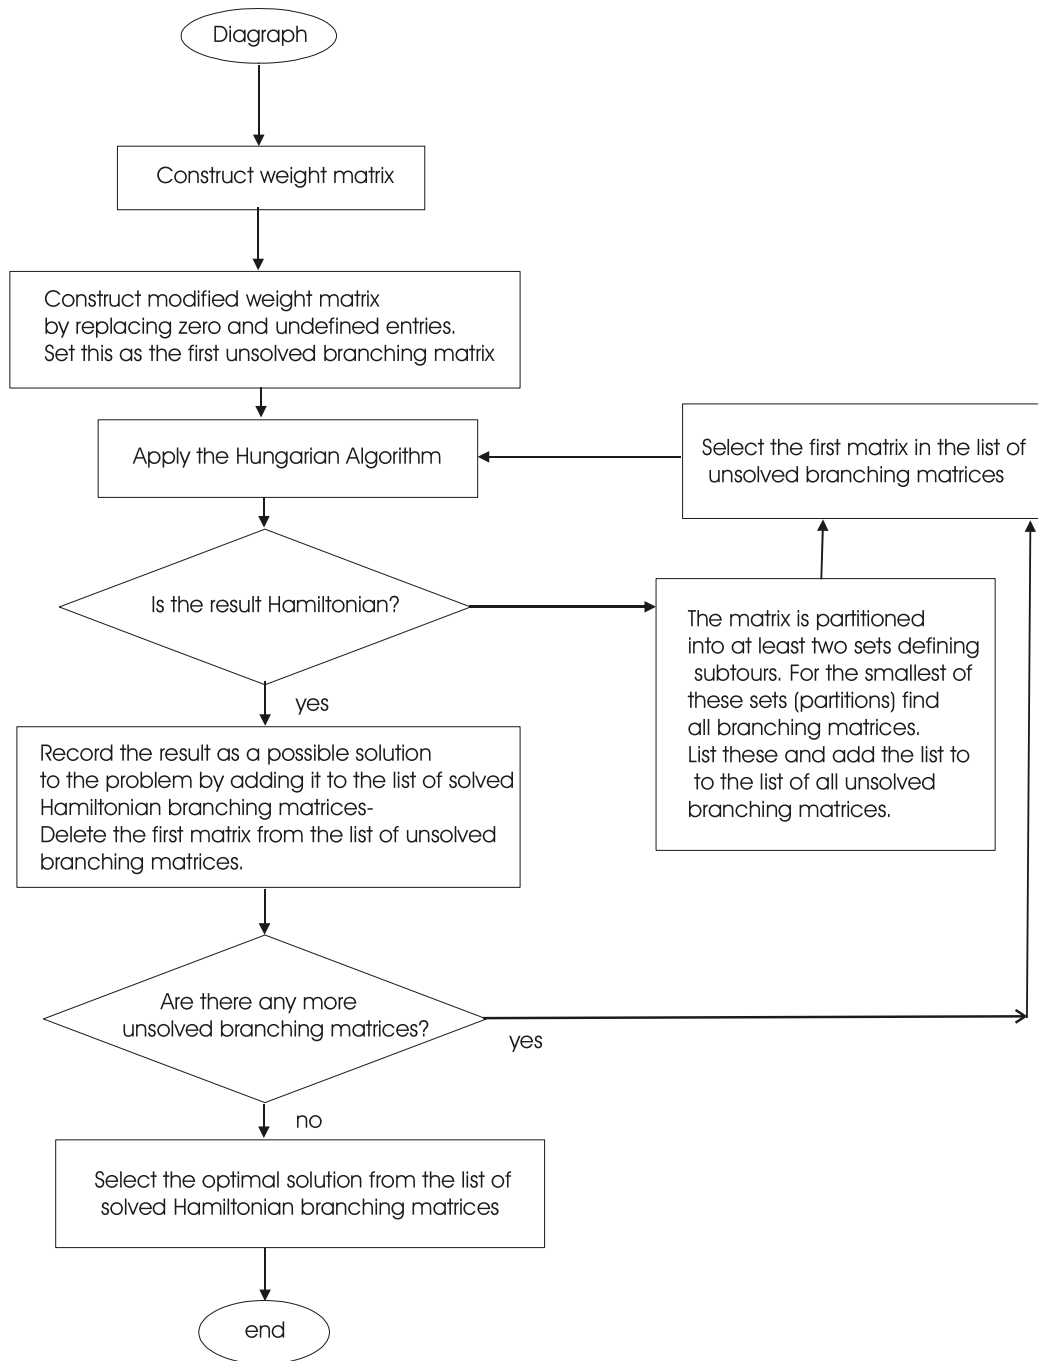 Diagraph
Construct weight matrix
Construct modified weight matrix
by replacing zero and undefined entries.
Set this as the first unsolved branching matrix
Apply the Hungarian Algorithm
Select the first matrix in the list of
unsolved branching matrices
Is the result Hamiltonian?
The matrix is partitioned
into at least two sets defining
subtours. For the smallest of
these sets (partitions) find
all branching matrices.
List these and add the list to
to the list of all unsolved
branching matrices.
yes
Record the result as a possible solution
to the problem by adding it to the list of solved
Hamiltonian branching matrices-
Delete the first matrix from the list of unsolved
branching matrices.
Are there any more
unsolved branching matrices?
yes
no
Select the optimal solution from the list of
solved Hamiltonian branching matrices
end